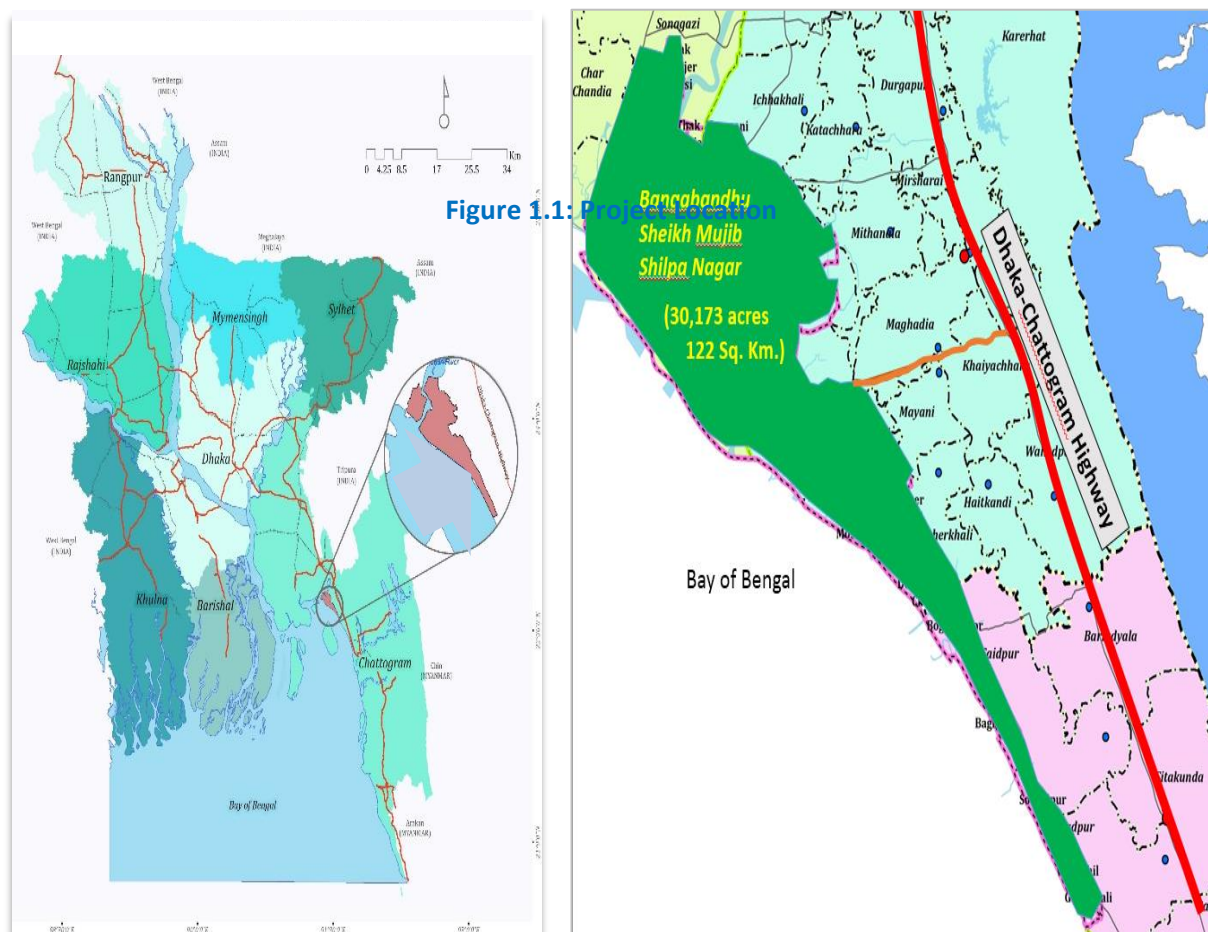 West Bengal
(INDIA)
Assam
(INDIA)
Rangpur
Km
0 4.25 8.5 17 25.5 34
West Bengal
(INDIA)
Meghalaya
(INDIA)
Assam
(INDIA)
Mymensingh
Sylhet
Rajshahi
Dhaka
Tripura
(INDIA)
West Bengal
(INDIA)
Khulna
Barishal
Chattogram
Chin
(MYANMAR)
Bay of Bengal
Arakan
(MYANMAR)
Figure 1.1: Project Location
Sonagazi
Karerhat
Char
Chandia
Durgapur
Ichhakhali
Katachhara
Mirsharai
Bangabandhu
Sheikh Mujib
Shilpa Nagar
(30,173 acres
122 Sq. Km.)
Mithanala
Dhaka-Chattogram Highway
Maghadia
Khaiyachhara
Mayani
Haitkandi
Bay of Bengal
Saidpur
Sitakunda